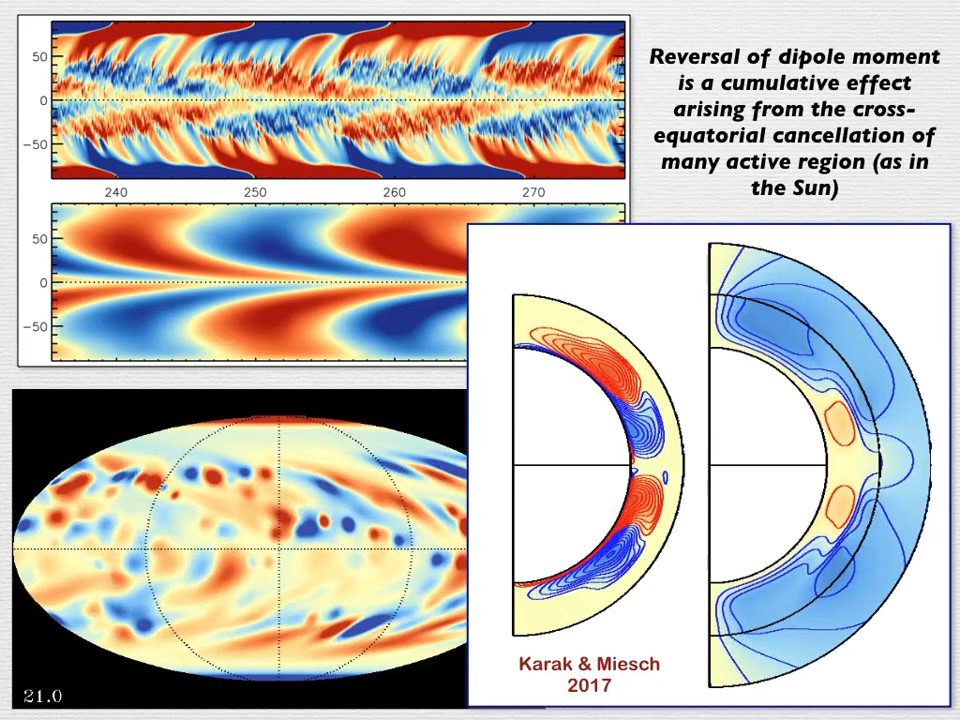 Reversal of dipole moment
is a cumulative effect
arising from the cross-
equatorial cancellation of
many active region (as in
the Sun)
50
0
−50
240 250 260 270
50
0
−50
21.0
Karak & Miesch
2017